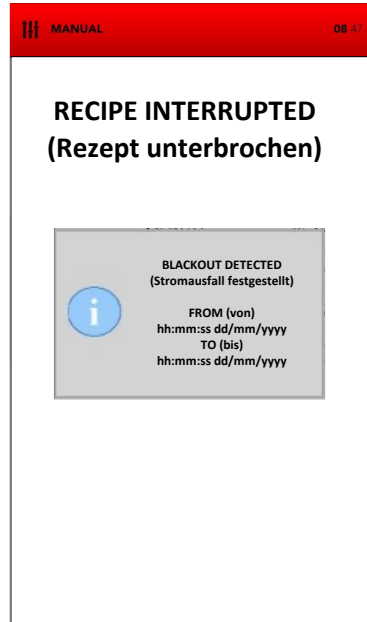 MANUAL
08:47
RECIPE INTERRUPTED
(Rezept unterbrochen)
i
BLACKOUT DETECTED
(Stromausfall festgestellt)
FROM (von)
hh:mm:ss dd/mm/yyyy
TO (bis)
hh:mm:ss dd/mm/yyyy